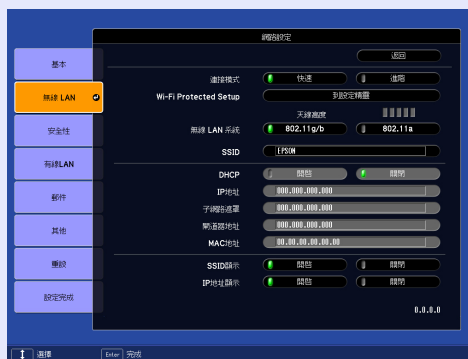 網路設定
返回
基本
無線 LAN
安全性
有線LAN
郵件
其他
重設
設定完成
連接模式 快速 進階
Wi-Fi Protected Setup 到設定精靈
天線高度
無線 LAN 系統 802.11g/b 802.11a
SSID EPSON
DHCP 開啓 關閉
IP地址 000.000.000.000
子網路遮罩 000.000.000.000
閘道器地址 000.000.000.000
MAC地址 00.00.00.00.00.00
SSID顯示 開啓 關閉
IP地址顯示 開啓 關閉
0.0.0.0
選擇 Enter 完成